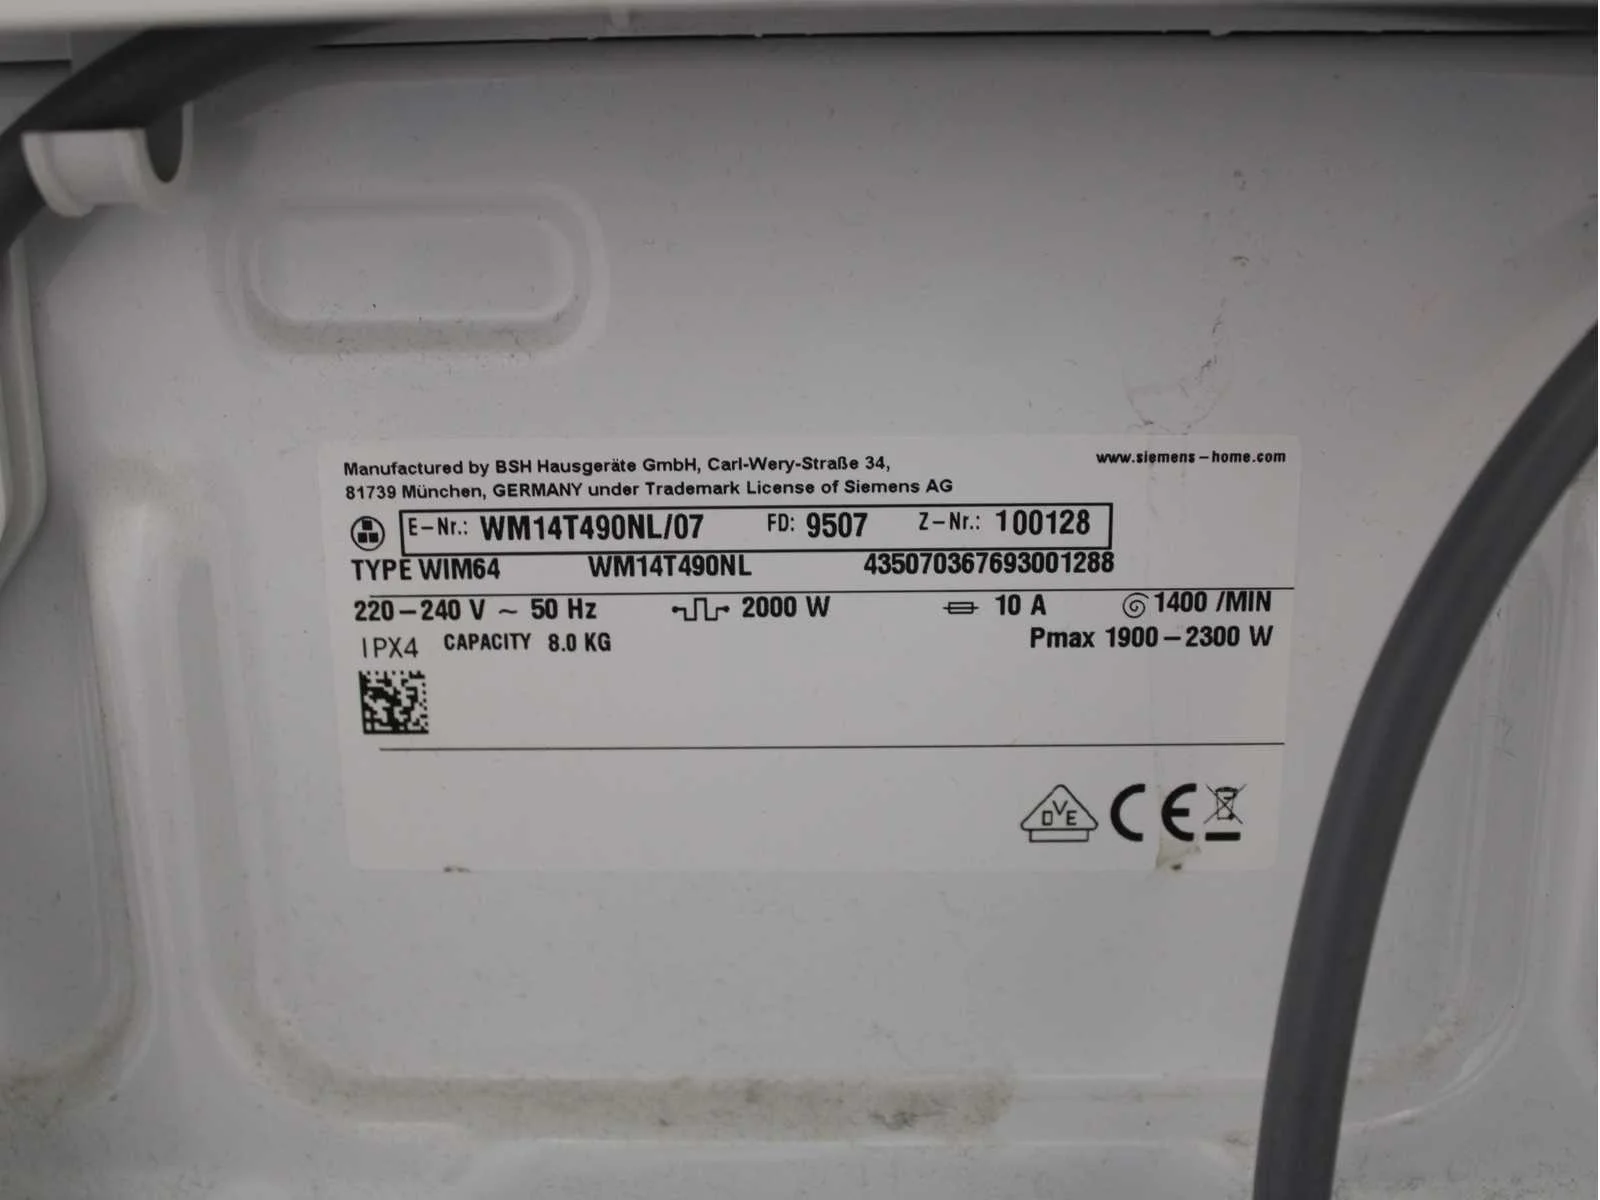 Manufactured by BSH Hausgeräte GmbH, Carl-Wery-Straße 34,
81739 München, GERMANY under Trademark License of Siemens AG
www.siemens-home.com
E-Nr.: WM14T490NL/07 FD: 9507 Z-Nr.: 100128
TYPE WIM64 WM14T490NL 435070367693001288
220-240 V ~ 50 Hz 2000 W 10 A 1400 /MIN
IPX4 CAPACITY 8.0 KG Pmax 1900-2300 W
DVE CE